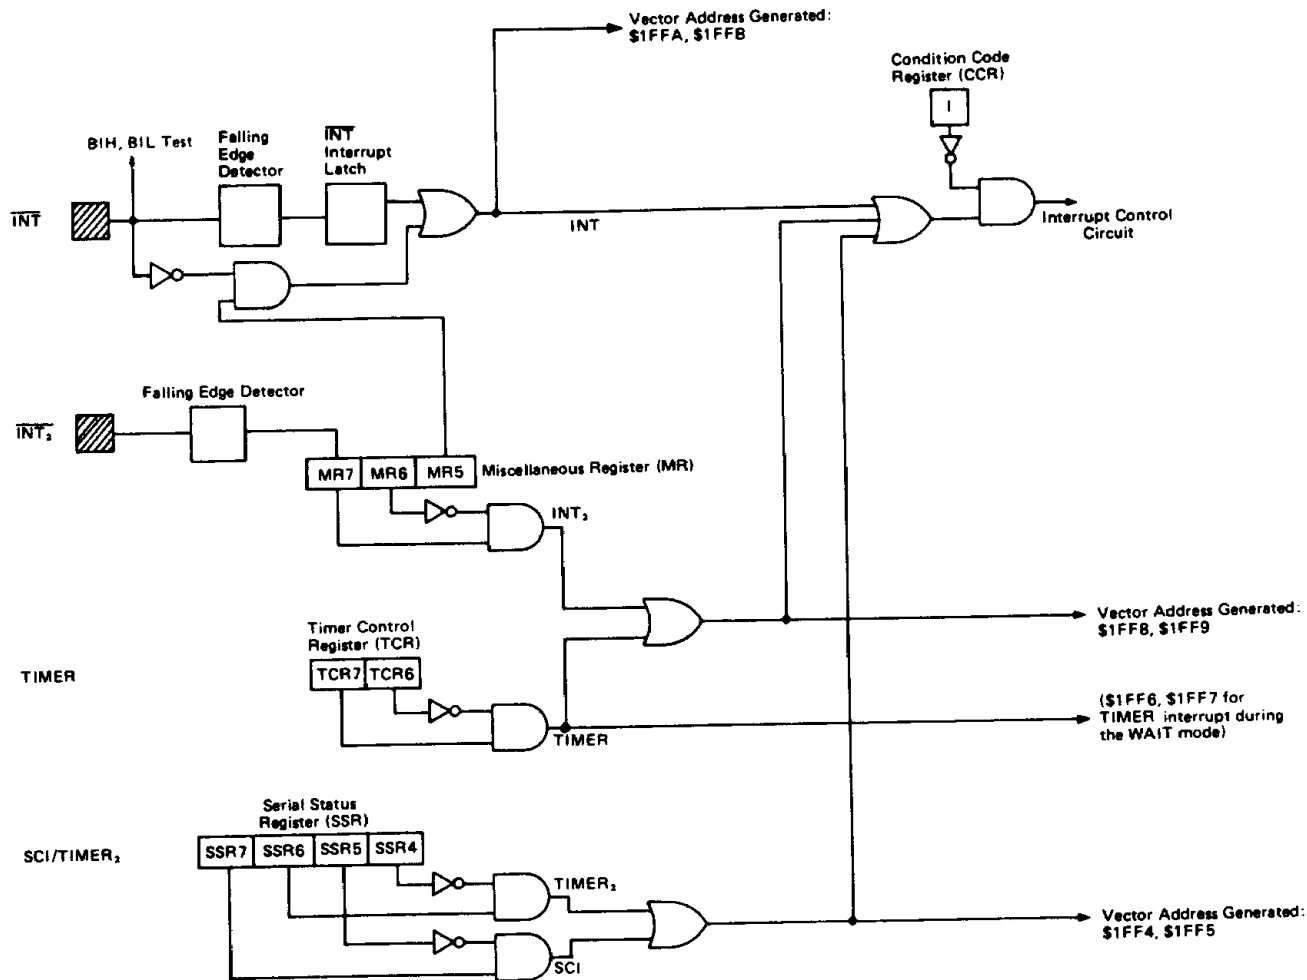 Vector Address Generated:
$1FFA, $1FFB
Condition Code
Register (CCR)
I
BIH, BIL Test
Falling
Edge
Detector
INT
Interrupt
Latch
INT
INT
Interrupt Control
Circuit
Falling Edge Detector
INT₂
MR7 MR6 MR5 Miscellaneous Register (MR)
INT₂
Vector Address Generated:
$1FF8, $1FF9
Timer Control
Register (TCR)
TIMER
TCR7 TCR6
TIMER
($1FF6, $1FF7 for
TIMER interrupt during
the WAIT mode)
Serial Status
Register (SSR)
SCI/TIMER₂
SSR7 SSR6 SSR5 SSR4
TIMER₂
SCI
Vector Address Generated:
$1FF4, $1FF5